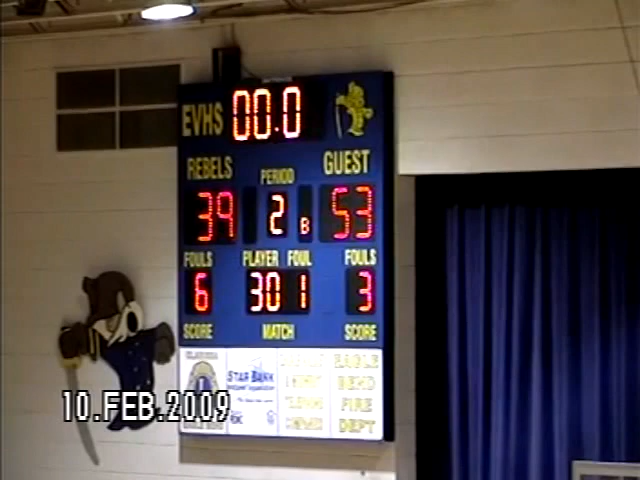 EVHS 00.0
REBELS GUEST
PERIOD
39 2 B 53
FOULS PLAYER FOUL FOULS
6 30 1 3
SCORE MATCH SCORE
STAR BANK
EAGLE
BEND
FIRE
DEPT
10.FEB.2009